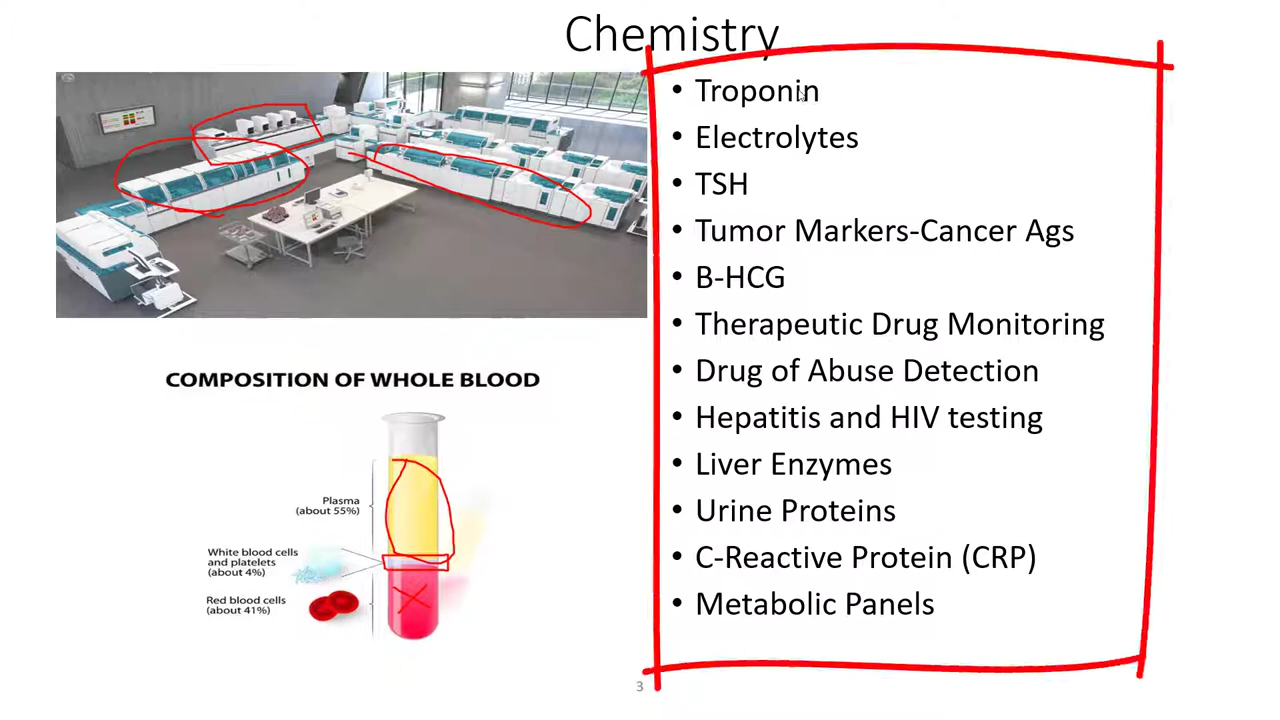 Chemistry
• Troponin
• Electrolytes
• TSH
• Tumor Markers-Cancer Ags
• B-HCG
• Therapeutic Drug Monitoring
• Drug of Abuse Detection
• Hepatitis and HIV testing
• Liver Enzymes
• Urine Proteins
• C-Reactive Protein (CRP)
• Metabolic Panels
COMPOSITION OF WHOLE BLOOD
Plasma
(about 55%)
White blood cells
and platelets
(about 4%)
Red blood cells
(about 41%)
3